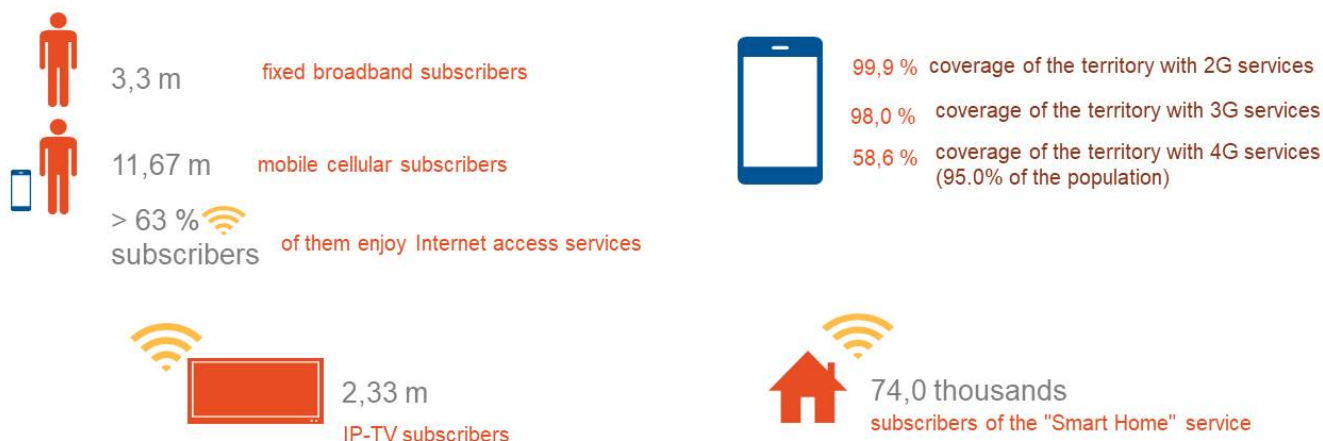 3,3 m
fixed broadband subscribers
11,67 m
mobile cellular subscribers
> 63 %
subscribers
of them enjoy Internet access services
99,9 %
coverage of the territory with 2G services
98,0 %
coverage of the territory with 3G services
58,6 %
coverage of the territory with 4G services
(95.0% of the population)
2,33 m
IP-TV subscribers
74,0 thousands
subscribers of the "Smart Home" service